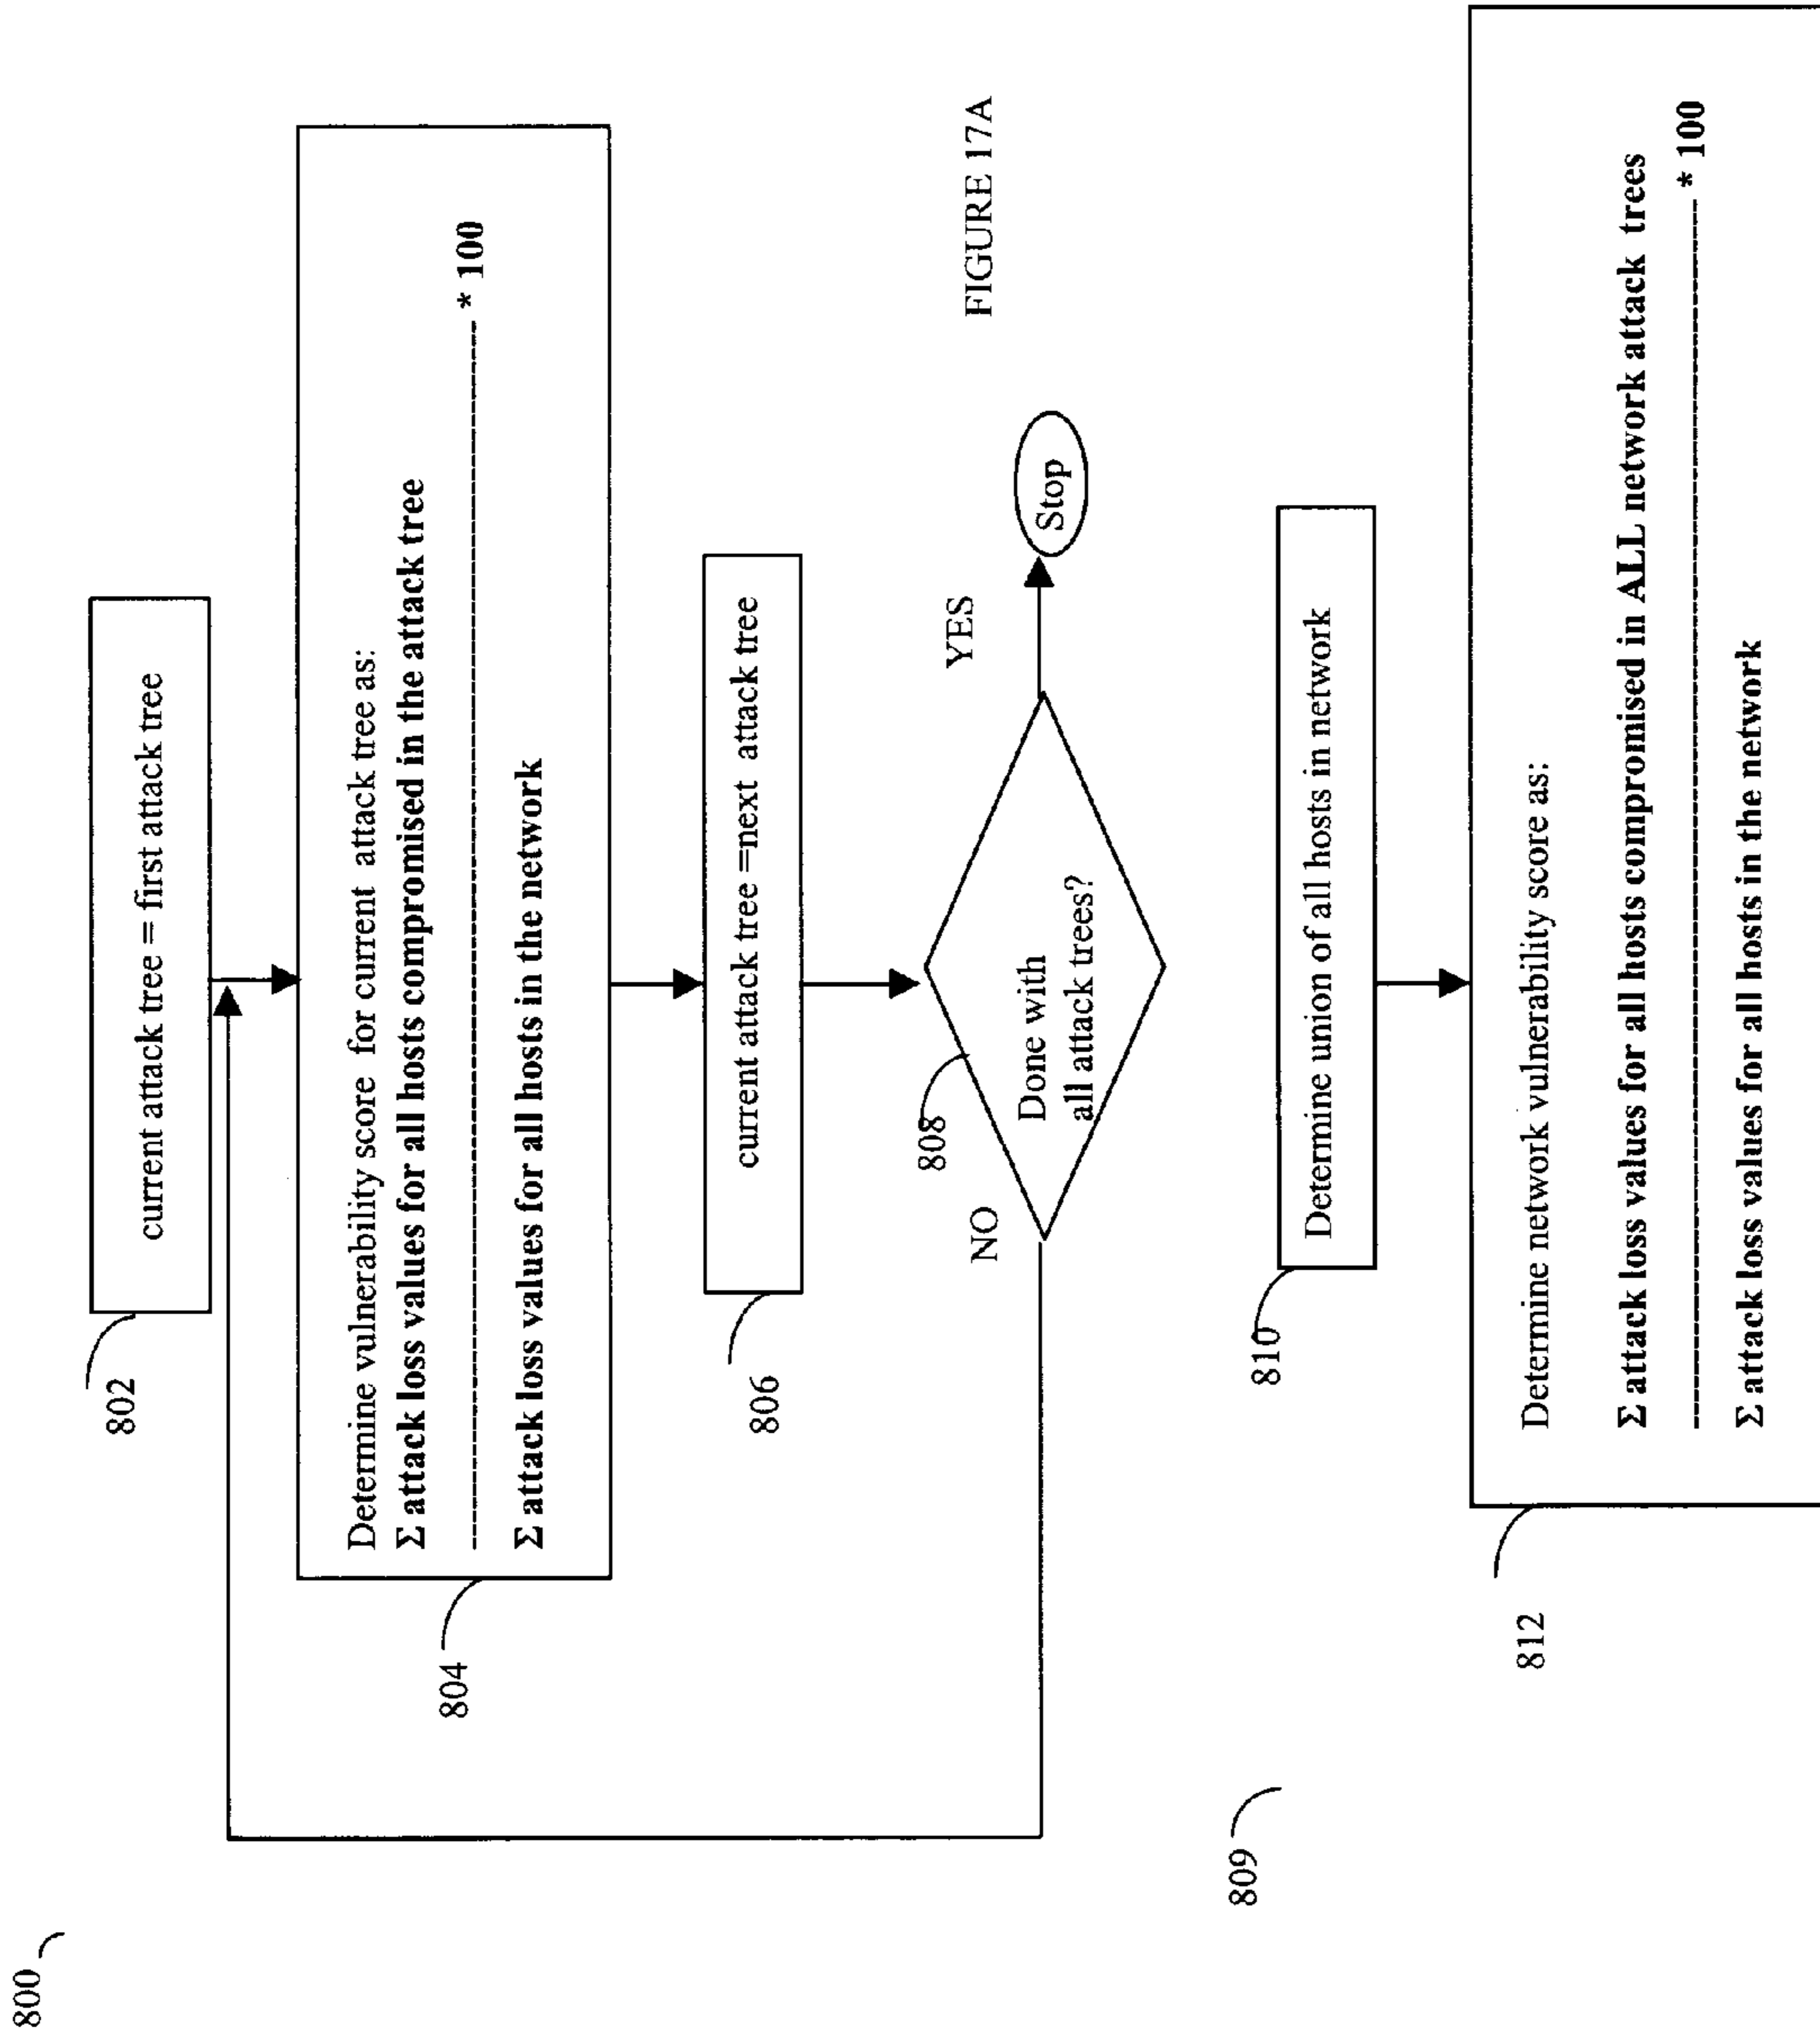 800
802
current attack tree = first attack tree
804
Determine vulnerability score for current attack tree as:
Σ attack loss values for all hosts compromised in the attack tree
---------- * 100
Σ attack loss values for all hosts in the network
806
current attack tree =next attack tree
808
Done with
all attack trees?
NO
YES
Stop
FIGURE 17A
809
810
Determine union of all hosts in network
812
Determine network vulnerability score as:
Σ attack loss values for all hosts compromised in ALL network attack trees
---------- * 100
Σ attack loss values for all hosts in the network